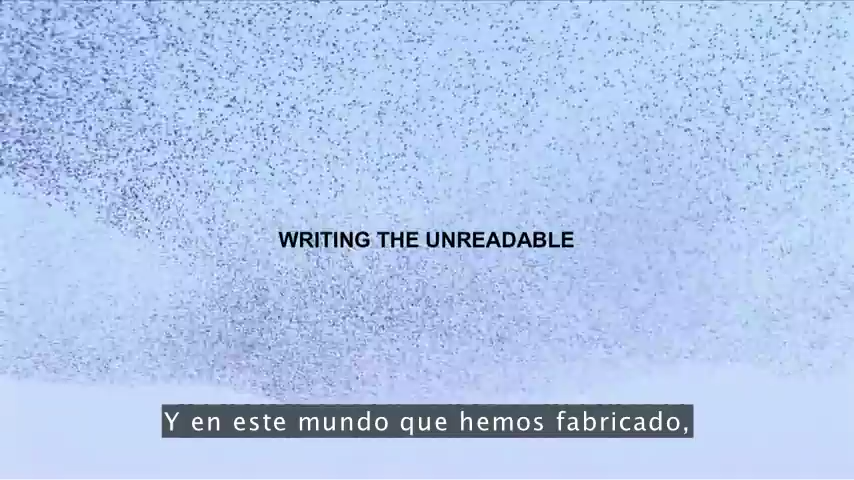 WRITING THE UNREADABLE
Y en este mundo que hemos fabricado,